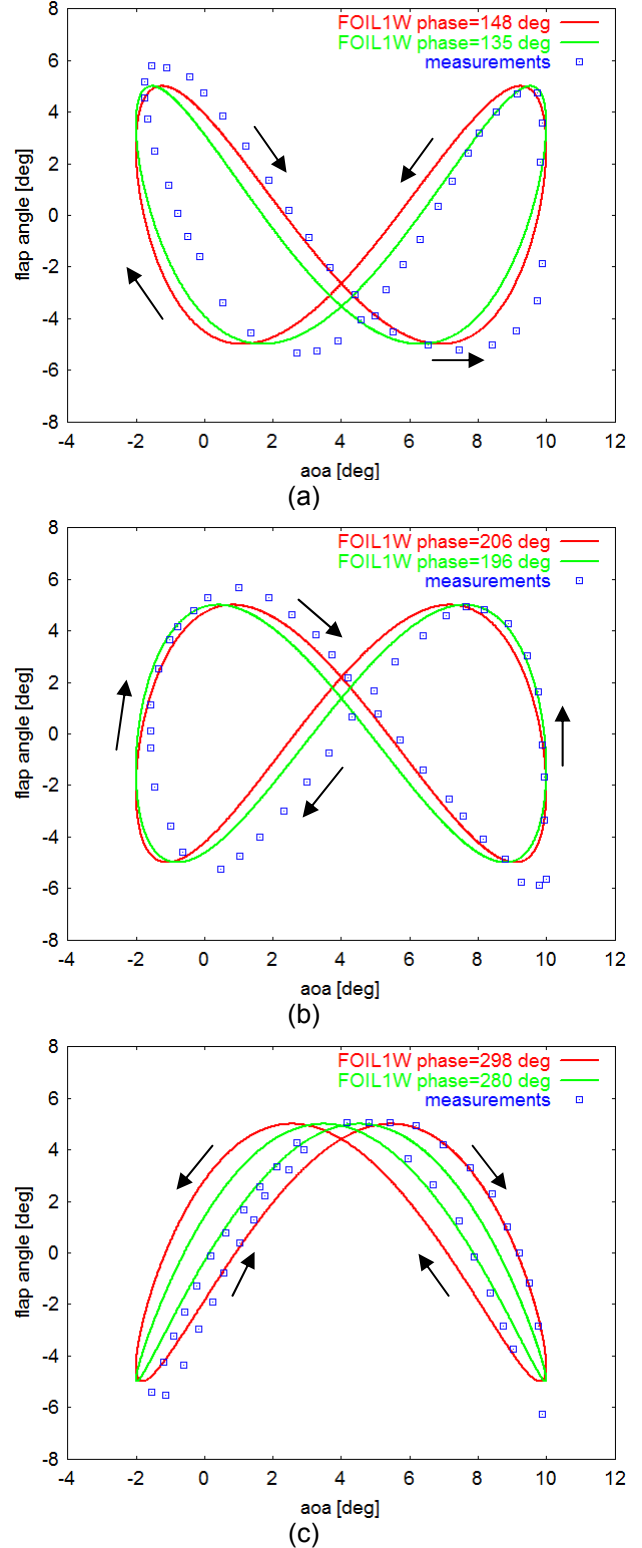 8
6
4
2
0
-2
-4
-6
-8
flap angle [deg]
FOIL1W phase=148 deg
FOIL1W phase=135 deg
measurements
-4 -2 0 2 4 6 8 10 12
aoa [deg]
(a)
8
6
4
2
0
-2
-4
-6
-8
flap angle [deg]
FOIL1W phase=206 deg
FOIL1W phase=196 deg
measurements
-4 -2 0 2 4 6 8 10 12
aoa [deg]
(b)
8
6
4
2
0
-2
-4
-6
-8
flap angle [deg]
FOIL1W phase=298 deg
FOIL1W phase=280 deg
measurements
-4 -2 0 2 4 6 8 10 12
aoa [deg]
(c)